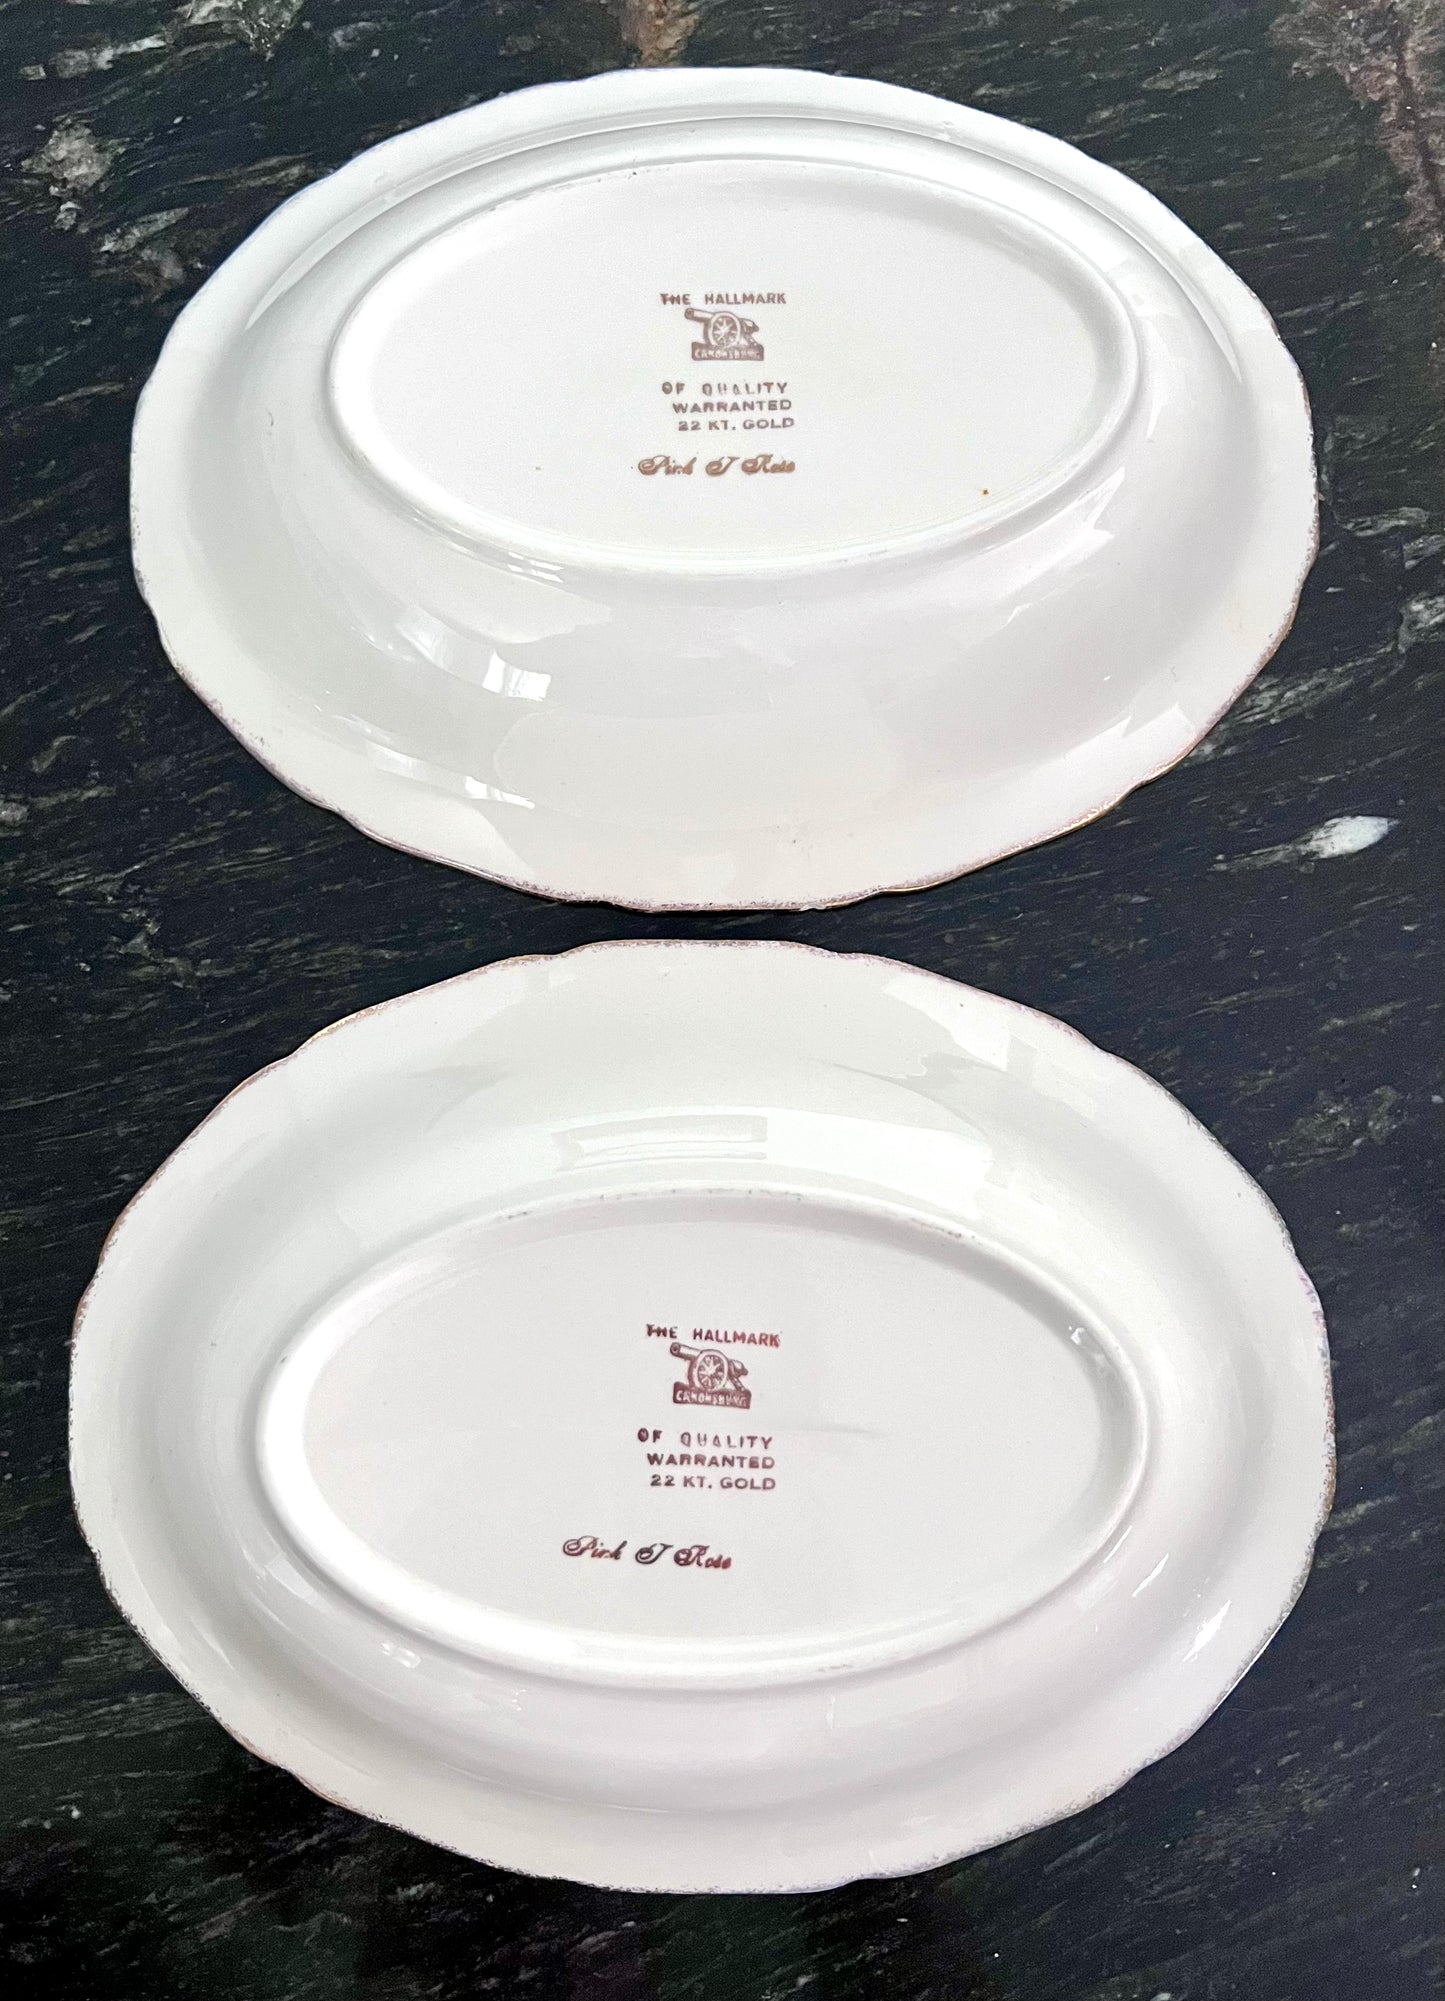 THE HALLMARK
CANONSBURG
OF QUALITY
WARRANTED
22 KT. GOLD
Pink J Rose
THE HALLMARK
CANONSBURG
OF QUALITY
WARRANTED
22 KT. GOLD
Pink J Rose